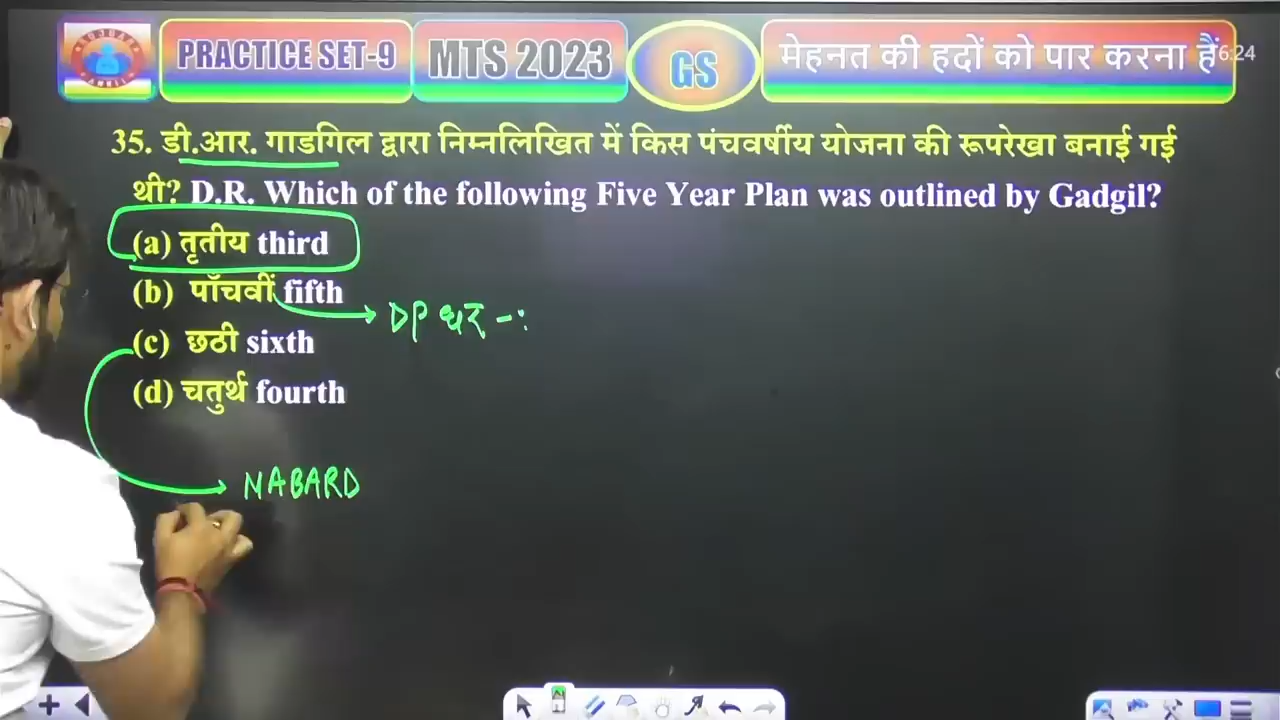 PRACTICE SET-9 MTS 2023 GS मेहनत की हदों को पार करना हैं 6:24
35. डी.आर. गाडगिल द्वारा निम्नलिखित में किस पंचवर्षीय योजना की रूपरेखा बनाई गई
थी? D.R. Which of the following Five Year Plan was outlined by Gadgil?
(a) तृतीय third
(b) पाँचवीं fifth
DP धर -:
(c) छठी sixth
(d) चतुर्थ fourth
NABARD